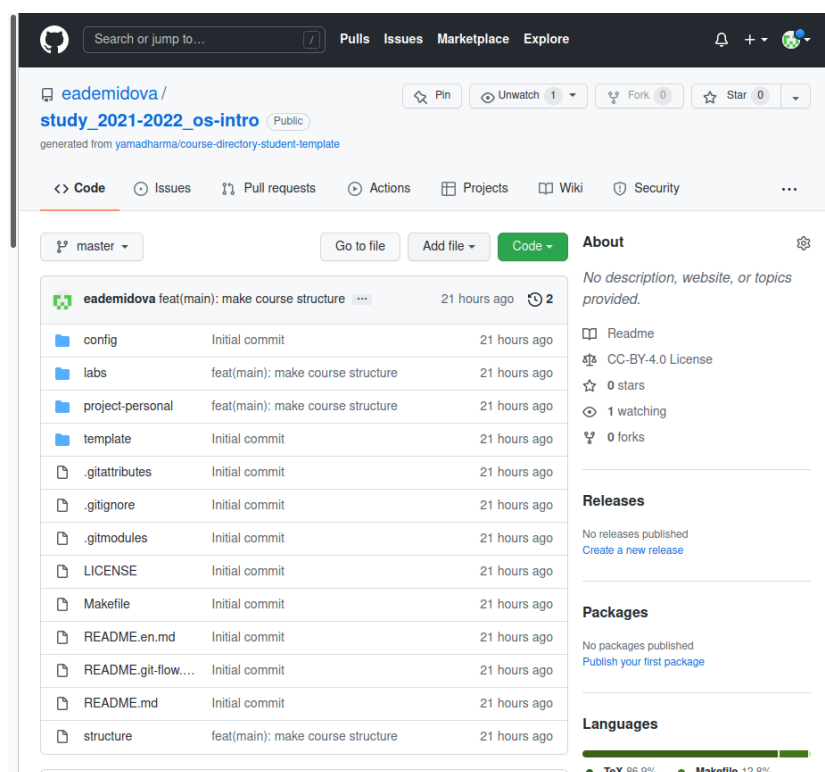 Search or jump to... / Pulls Issues Marketplace Explore
eademidova /
Pin Unwatch 1 Fork 0 Star 0
study_2021-2022_os-intro Public
generated from yamadharma/course-directory-student-template
Code Issues Pull requests Actions Projects Wiki Security ...
master Go to file Add file Code
About
No description, website, or topics
provided.
eademidova feat(main): make course structure ... 21 hours ago 2
config Initial commit 21 hours ago
labs feat(main): make course structure 21 hours ago
project-personal feat(main): make course structure 21 hours ago
template Initial commit 21 hours ago
.gitattributes Initial commit 21 hours ago
.gitignore Initial commit 21 hours ago
.gitmodules Initial commit 21 hours ago
LICENSE Initial commit 21 hours ago
Makefile Initial commit 21 hours ago
README.en.md Initial commit 21 hours ago
README.git-flow.... Initial commit 21 hours ago
README.md Initial commit 21 hours ago
structure feat(main): make course structure 21 hours ago
Readme
CC-BY-4.0 License
0 stars
1 watching
0 forks
Releases
No releases published
Create a new release
Packages
No packages published
Publish your first package
Languages
TeX 86.9% Makefile 12.8%